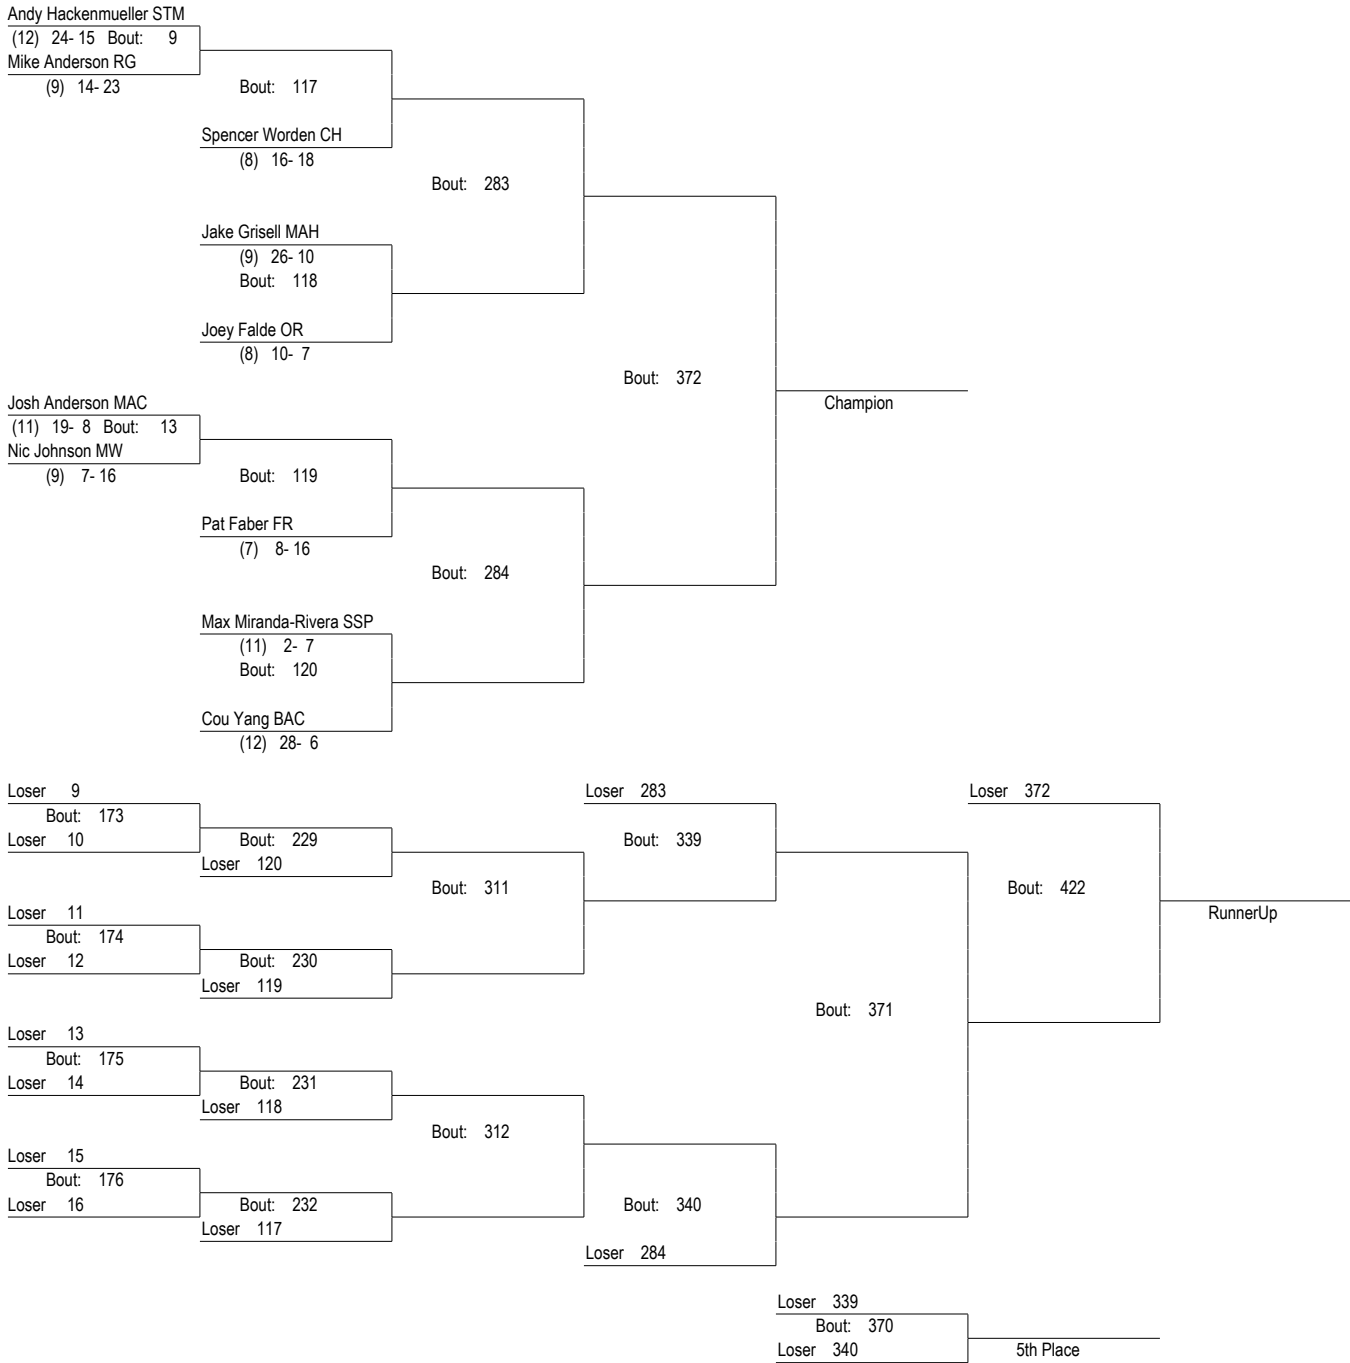 Andy Hackenmueller STM
(12) 24- 15 Bout: 9
Mike Anderson RG
(9) 14- 23
Bout: 117
Spencer Worden CH
(8) 16- 18
Bout: 283
Jake Grisell MAH
(9) 26- 10
Bout: 118
Joey Falde OR
(8) 10- 7
Bout: 372
Champion
Josh Anderson MAC
(11) 19- 8 Bout: 13
Nic Johnson MW
(9) 7- 16
Bout: 119
Pat Faber FR
(7) 8- 16
Bout: 284
Max Miranda-Rivera SSP
(11) 2- 7
Bout: 120
Cou Yang BAC
(12) 28- 6
Loser 9
Bout: 173
Loser 10
Bout: 229
Loser 120
Bout: 311
Loser 283
Bout: 339
Loser 372
Bout: 422
RunnerUp
Loser 11
Bout: 174
Loser 12
Bout: 230
Loser 119
Bout: 371
Loser 13
Bout: 175
Loser 14
Bout: 231
Loser 118
Bout: 312
Loser 15
Bout: 176
Loser 16
Bout: 232
Loser 117
Bout: 340
Loser 284
Loser 339
Bout: 370
Loser 340
5th Place